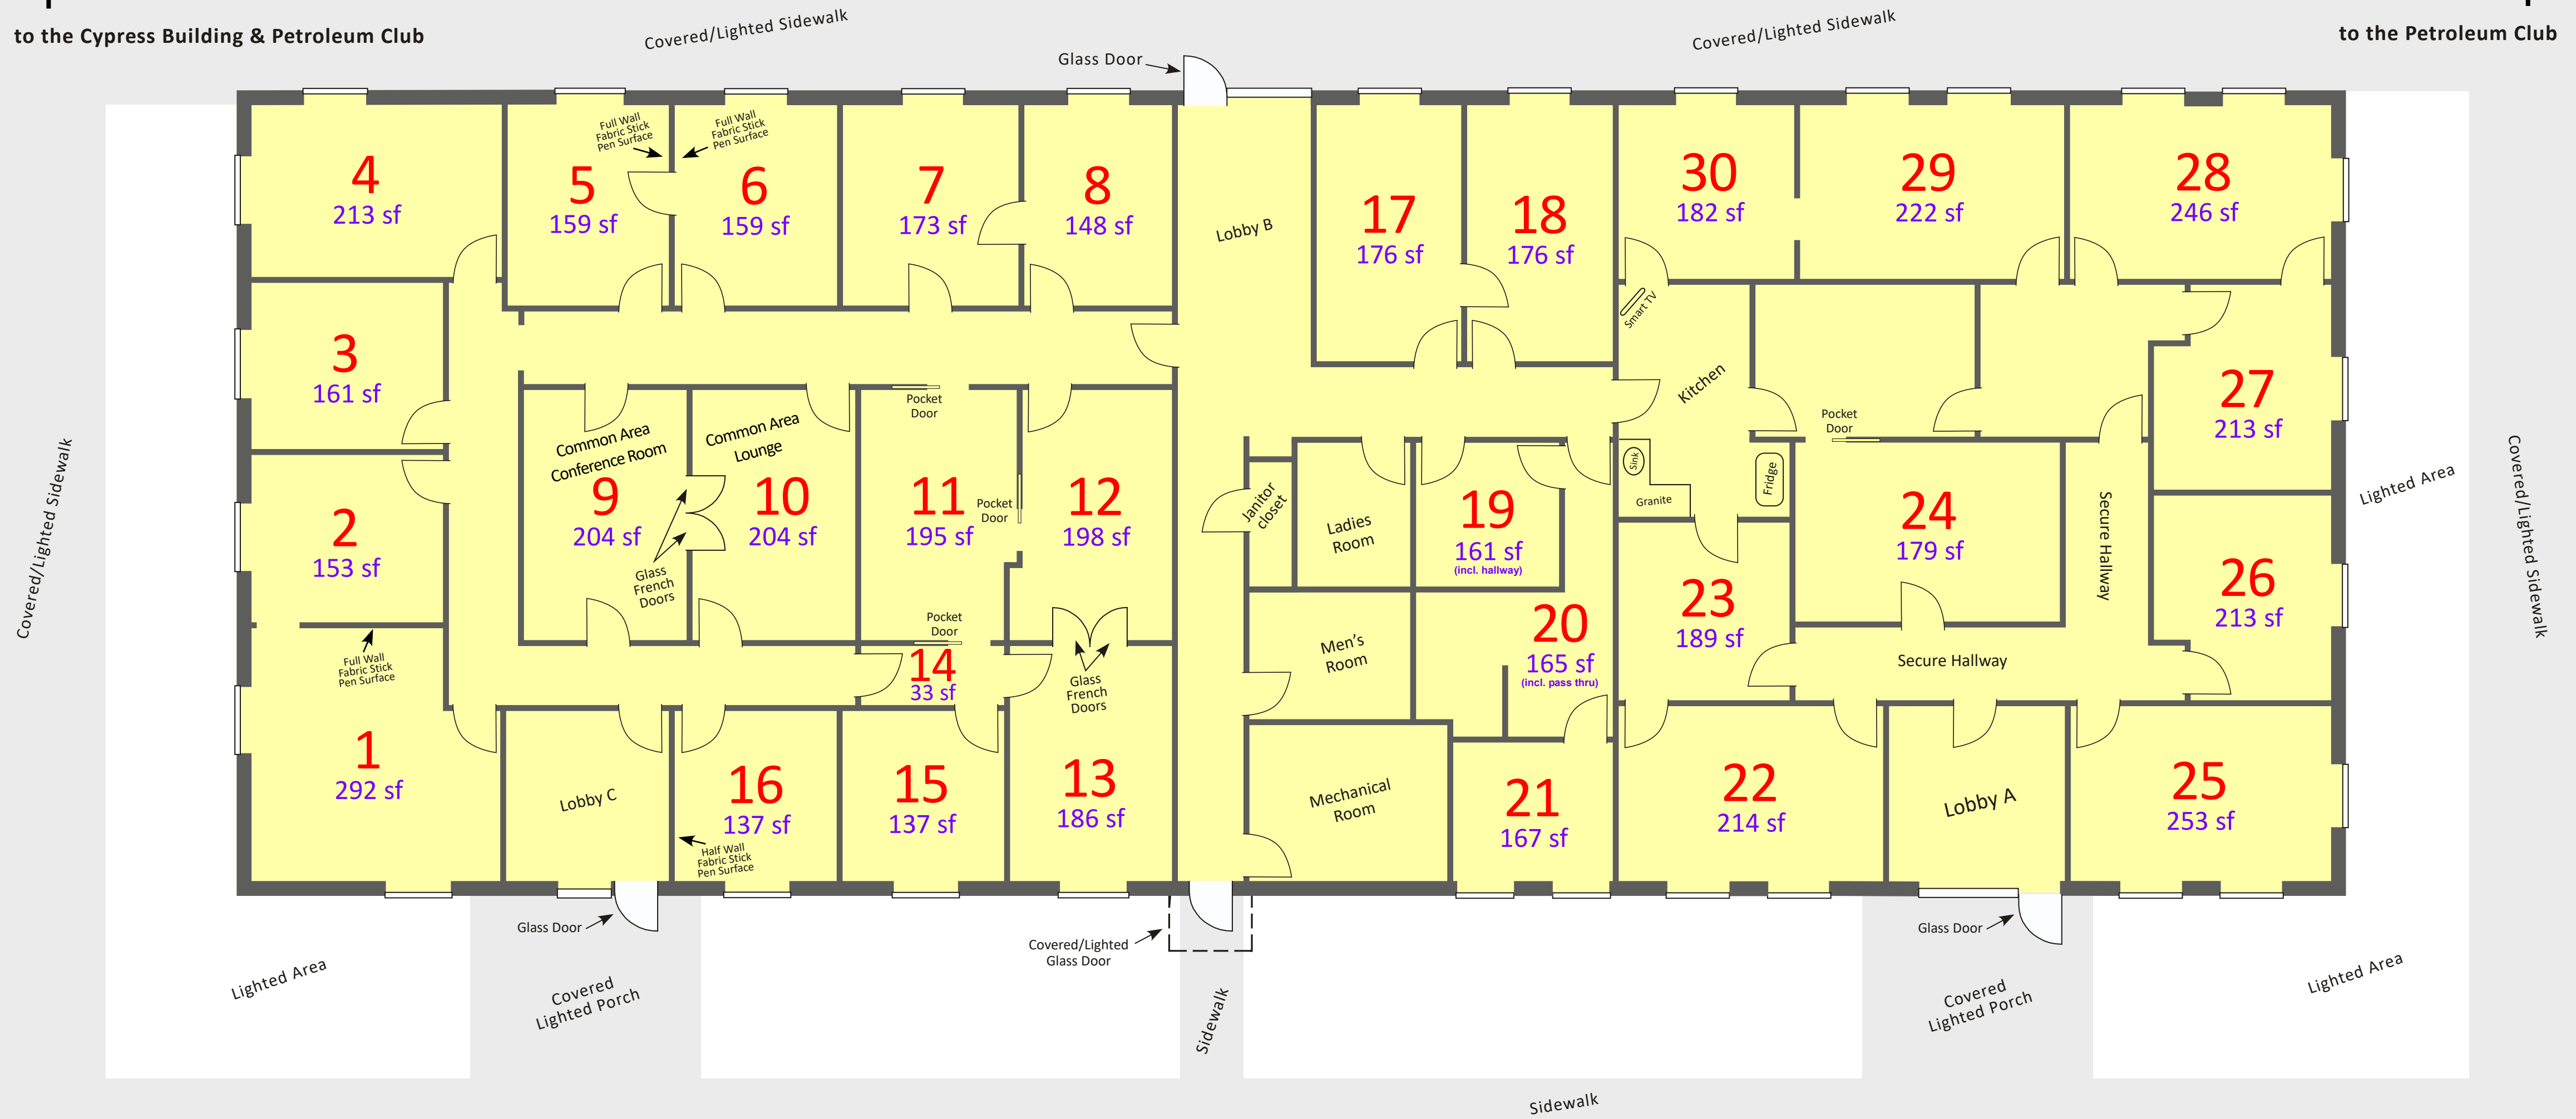 to the Cypress Building & Petroleum Club
Covered/Lighted Sidewalk
Glass Door
Covered/Lighted Sidewalk
to the Petroleum Club
4
213 sf
5
159 sf
Full Wall
Fabric Stick
Pen Surface
Full Wall
Fabric Stick
Pen Surface
6
159 sf
7
173 sf
8
148 sf
Lobby B
17
176 sf
18
176 sf
30
182 sf
29
222 sf
28
246 sf
3
161 sf
Smart TV
Kitchen
Pocket
Door
27
213 sf
Pocket
Door
Common Area
Conference Room
9
204 sf
Common Area
Lounge
10
204 sf
Glass
French
Doors
11
195 sf
Pocket
Door
12
198 sf
Janitor
closet
Ladies
Room
19
161 sf
(incl. hallway)
Sink
Granite
Fridge
24
179 sf
Secure Hallway
Lighted Area
Covered/Lighted Sidewalk
Covered/Lighted Sidewalk
2
153 sf
Full Wall
Fabric Stick
Pen Surface
Pocket
Door
14
33 sf
Glass
French
Doors
Men's
Room
20
165 sf
(incl. pass thru)
23
189 sf
Secure Hallway
26
213 sf
1
292 sf
Lobby C
16
137 sf
Half Wall
Fabric Stick
Pen Surface
15
137 sf
13
186 sf
Mechanical
Room
21
167 sf
22
214 sf
Lobby A
25
253 sf
Glass Door
Covered/Lighted
Glass Door
Glass Door
Lighted Area
Covered
Lighted Porch
Sidewalk
Covered
Lighted Porch
Lighted Area
Sidewalk